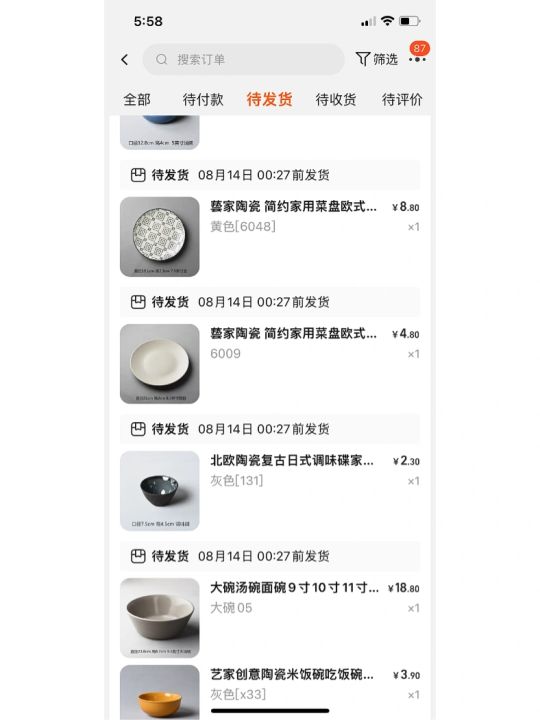 5:58
搜索订单
筛选
87
全部 待付款 待发货 待收货 待评价
口径12.8cm 高4cm 5英寸汤碗
待发货 08月14日 00:27前发货
藝家陶瓷 简约家用菜盘欧式... ¥8.80
黄色[6048] ×1
待发货 08月14日 00:27前发货
藝家陶瓷 简约家用菜盘欧式... ¥4.80
6009 ×1
待发货 08月14日 00:27前发货
北欧陶瓷复古日式调味碟家... ¥2.30
灰色[131] ×1
口径7.5cm 高4.5cm 调味碟
待发货 08月14日 00:27前发货
大碗汤碗面碗9寸10寸11寸... ¥18.80
大碗05 ×1
艺家创意陶瓷米饭碗吃饭碗... ¥3.90
灰色[x33] ×1